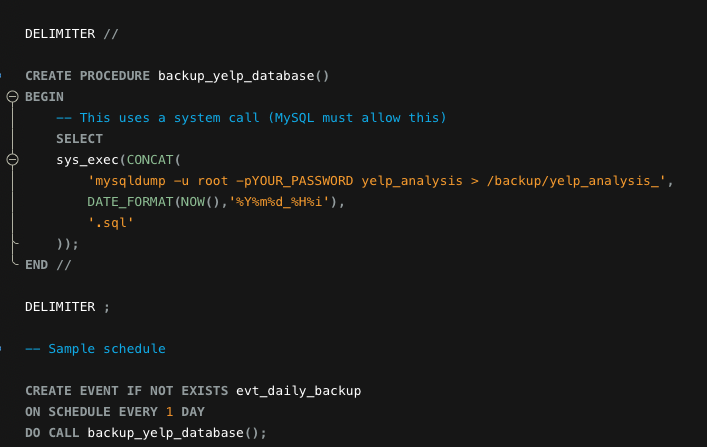 DELIMITER //
CREATE PROCEDURE backup_yelp_database()
BEGIN
-- This uses a system call (MySQL must allow this)
SELECT
sys_exec(CONCAT(
'mysqldump -u root -pYOUR_PASSWORD yelp_analysis > /backup/yelp_analysis_',
DATE_FORMAT(NOW(),'%Y%m%d_%H%i'),
'.sql'
));
END //
DELIMITER ;
-- Sample schedule
CREATE EVENT IF NOT EXISTS evt_daily_backup
ON SCHEDULE EVERY 1 DAY
DO CALL backup_yelp_database();